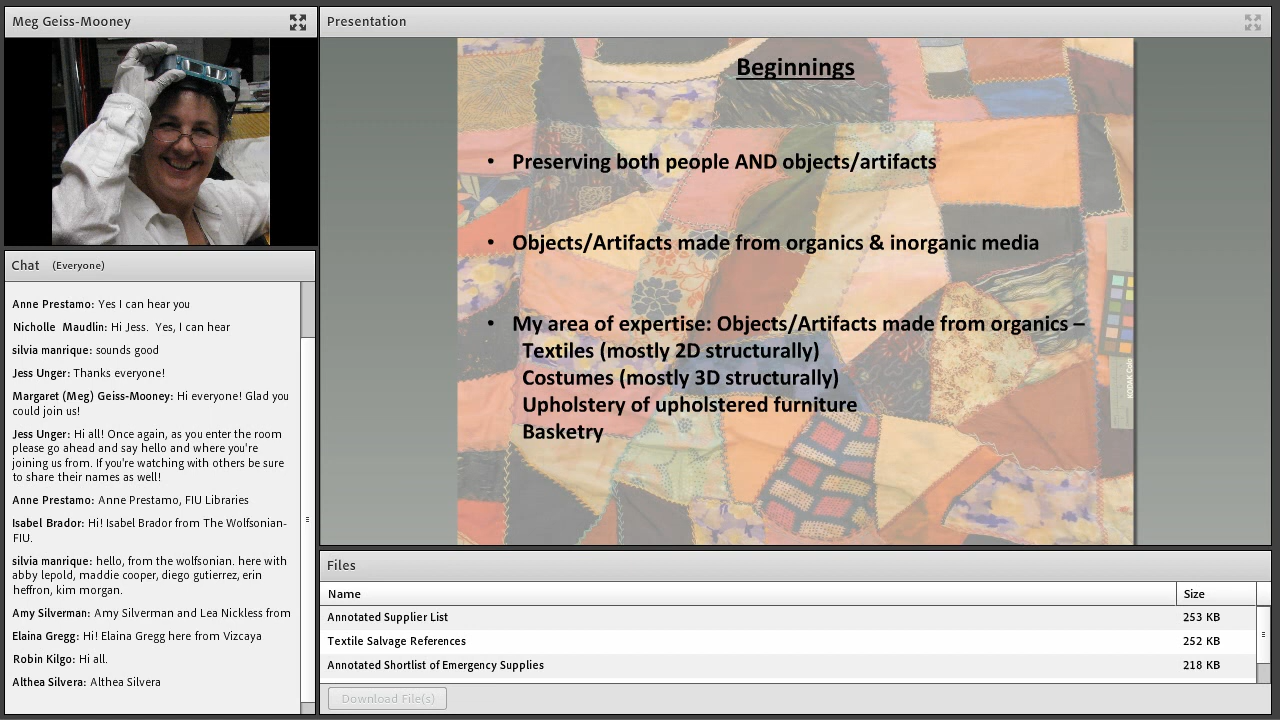 Meg Geiss-Mooney
Presentation
Beginnings
• Preserving both people AND objects/artifacts
• Objects/Artifacts made from organics & inorganic media
• My area of expertise: Objects/Artifacts made from organics –
Textiles (mostly 2D structurally)
Costumes (mostly 3D structurally)
Upholstery of upholstered furniture
Basketry
Chat (Everyone)
Anne Prestamo: Yes I can hear you
Nicholle Maudlin: Hi Jess. Yes, I can hear
silvia manrique: sounds good
Jess Unger: Thanks everyone!
Margaret (Meg) Geiss-Mooney: Hi everyone! Glad you
could join us!
Jess Unger: Hi all! Once again, as you enter the room
please go ahead and say hello and where you're
joining us from. If you're watching with others be sure
to share their names as well!
Anne Prestamo: Anne Prestamo, FIU Libraries
Isabel Brador: Hi! Isabel Brador from The Wolfsonian-
FIU.
silvia manrique: hello, from the wolfsonian. here with
abby lepold, maddie cooper, diego gutierrez, erin
heffron, kim morgan.
Amy Silverman: Amy Silverman and Lea Nickless from
Elaina Gregg: Hi! Elaina Gregg here from Vizcaya
Robin Kilgo: Hi all.
Althea Silvera: Althea Silvera
Files
Name Size
Annotated Supplier List 253 KB
Textile Salvage References 252 KB
Annotated Shortlist of Emergency Supplies 218 KB
Download File(s)